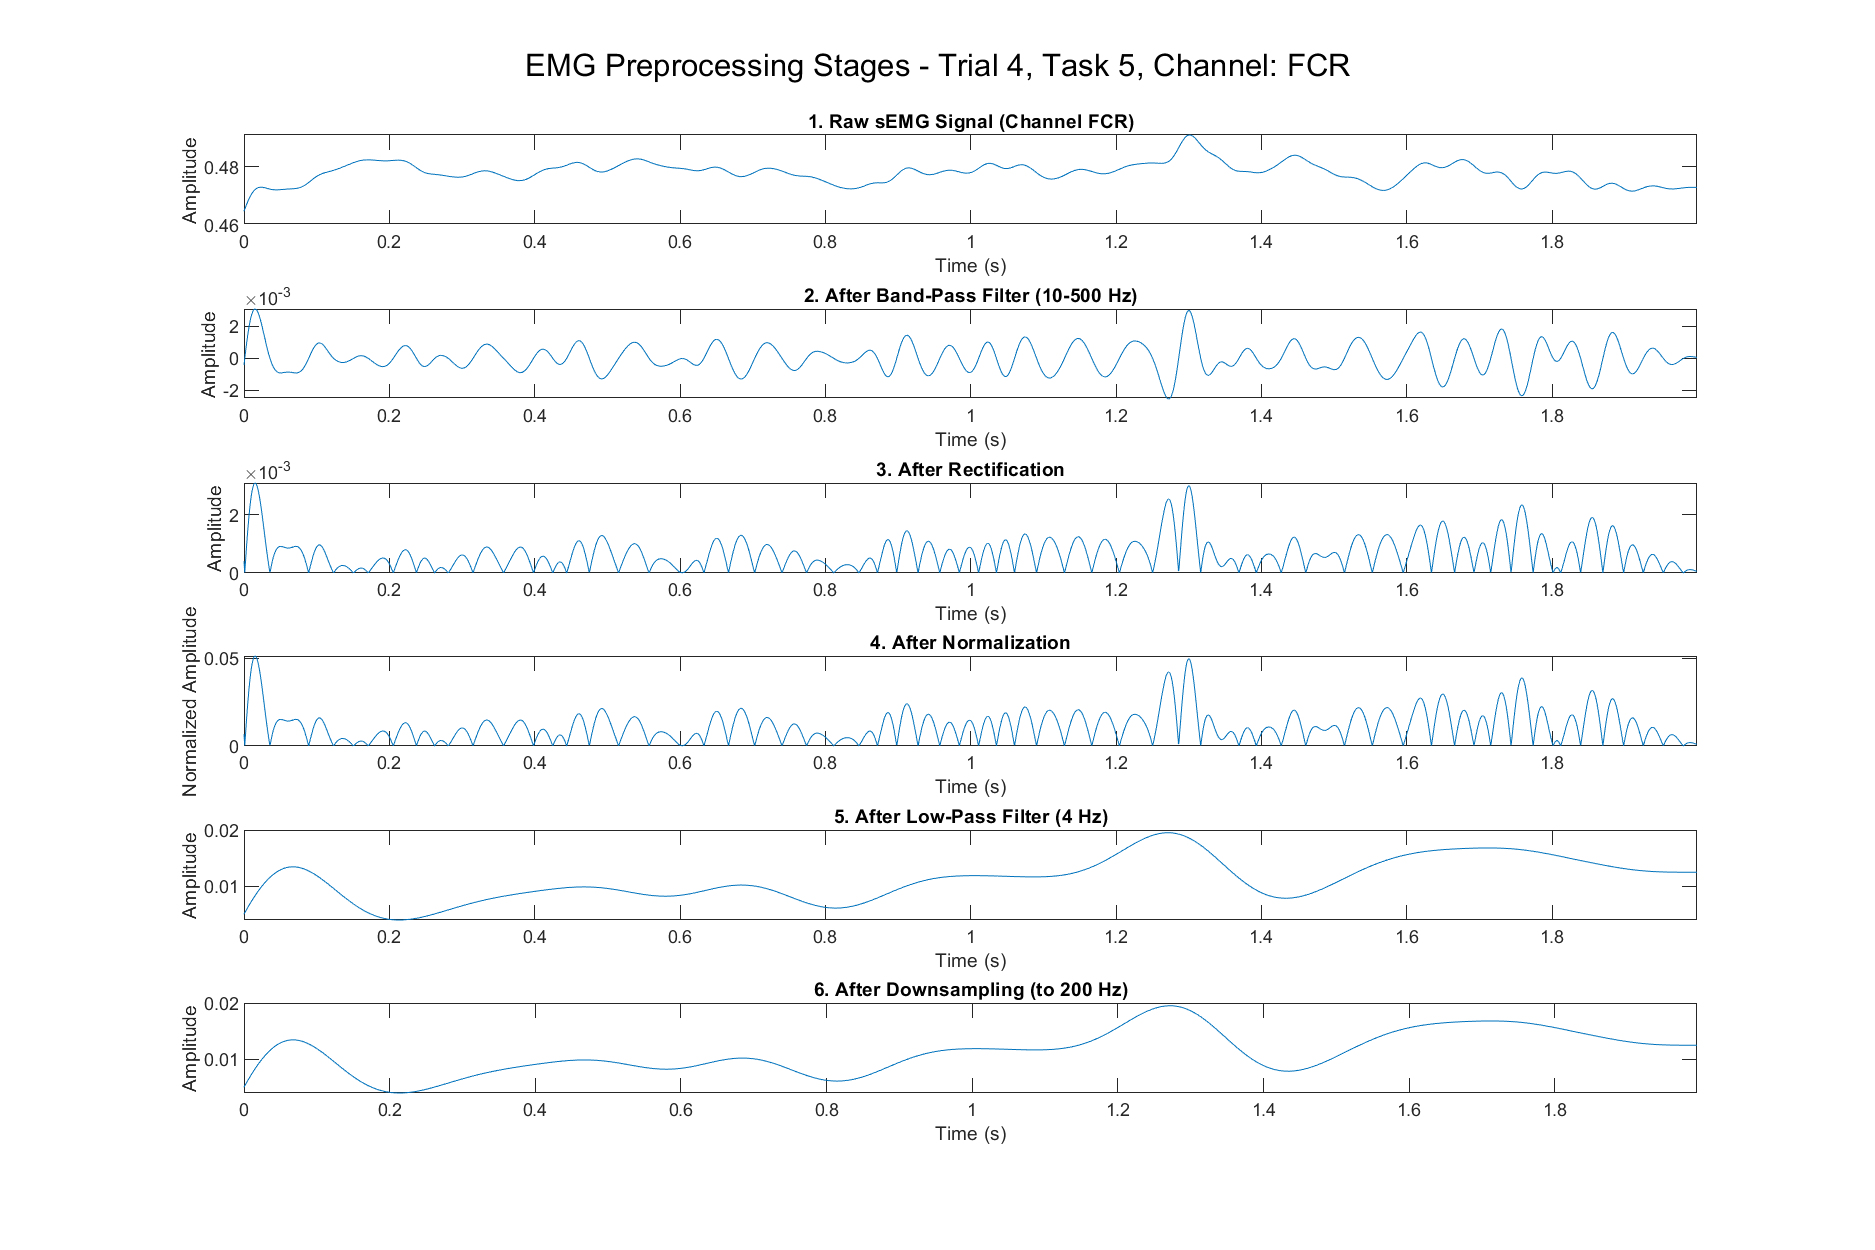 EMG Preprocessing Stages - Trial 4, Task 5, Channel: FCR
1. Raw sEMG Signal (Channel FCR)
Amplitude
0.48
0.46
0 0.2 0.4 0.6 0.8 1 1.2 1.4 1.6 1.8
Time (s)
2. After Band-Pass Filter (10-500 Hz)
×10-3
Amplitude
2
0
-2
0 0.2 0.4 0.6 0.8 1 1.2 1.4 1.6 1.8
Time (s)
3. After Rectification
×10-3
Amplitude
2
0
0 0.2 0.4 0.6 0.8 1 1.2 1.4 1.6 1.8
Time (s)
4. After Normalization
Normalized Amplitude
0.05
0
0 0.2 0.4 0.6 0.8 1 1.2 1.4 1.6 1.8
Time (s)
5. After Low-Pass Filter (4 Hz)
Amplitude
0.02
0.01
0 0.2 0.4 0.6 0.8 1 1.2 1.4 1.6 1.8
Time (s)
6. After Downsampling (to 200 Hz)
Amplitude
0.02
0.01
0 0.2 0.4 0.6 0.8 1 1.2 1.4 1.6 1.8
Time (s)